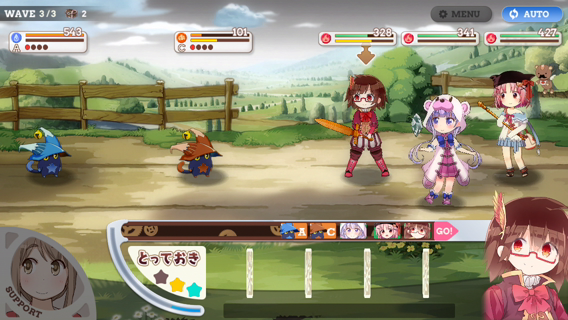 WAVE 3/3 2
MENU
AUTO
543
A
101
C
328
341
427
A
C
GO!
とっておき
SUPPORT